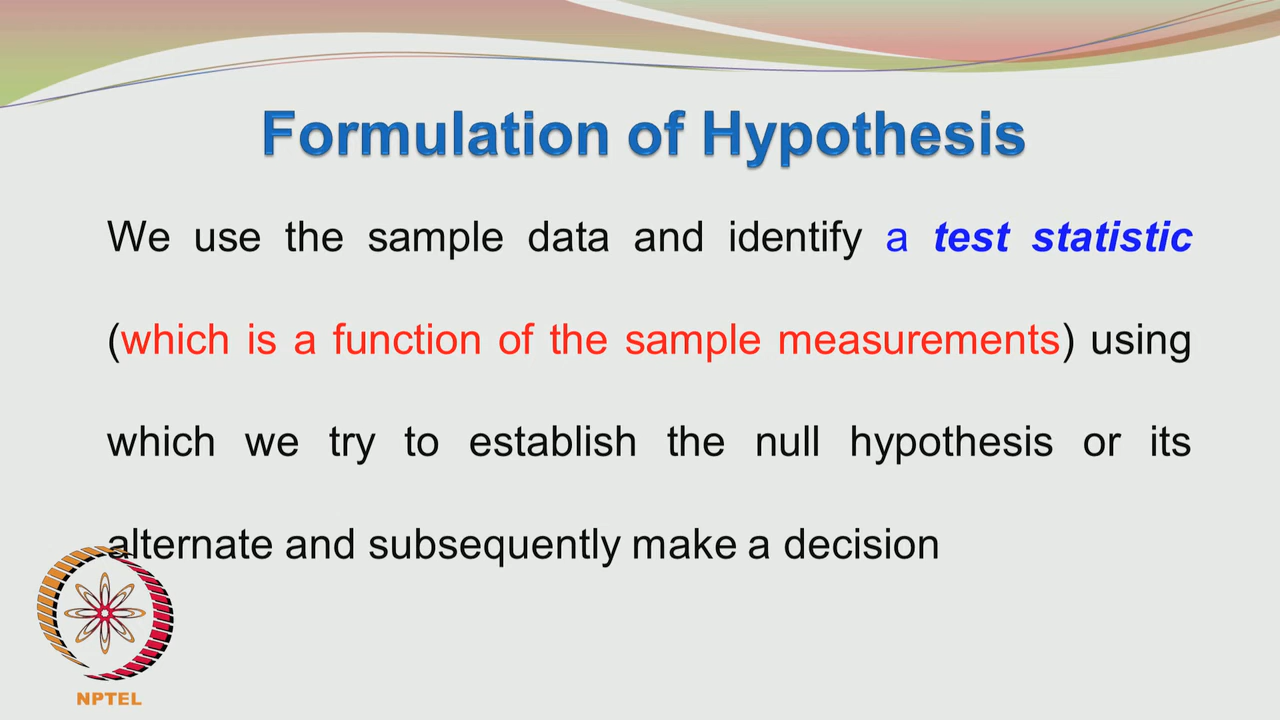 Formulation of Hypothesis
We use the sample data and identify a test statistic
(which is a function of the sample measurements) using
which we try to establish the null hypothesis or its
alternate and subsequently make a decision
NPTEL